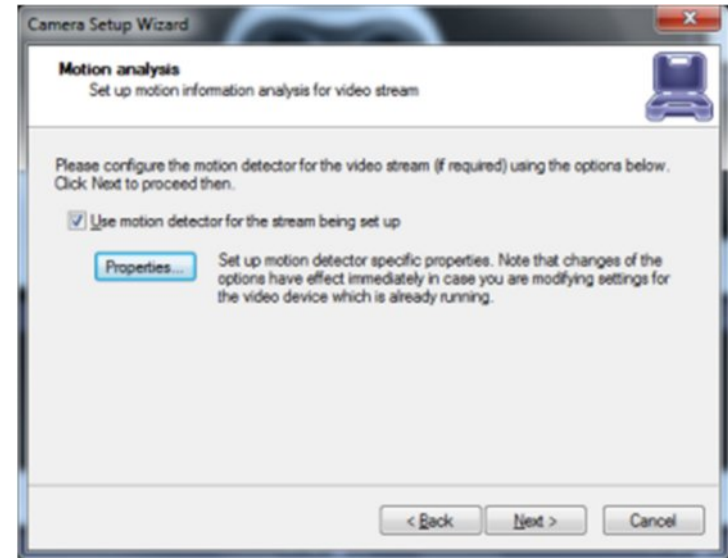 Camera Setup Wizard
Motion analysis
Set up motion information analysis for video stream
Please configure the motion detector for the video stream (if required) using the options below.
Click Next to proceed then.
Use motion detector for the stream being set up
Properties...
Set up motion detector specific properties. Note that changes of the
options have effect immediately in case you are modifying settings for
the video device which is already running.
< Back Next > Cancel